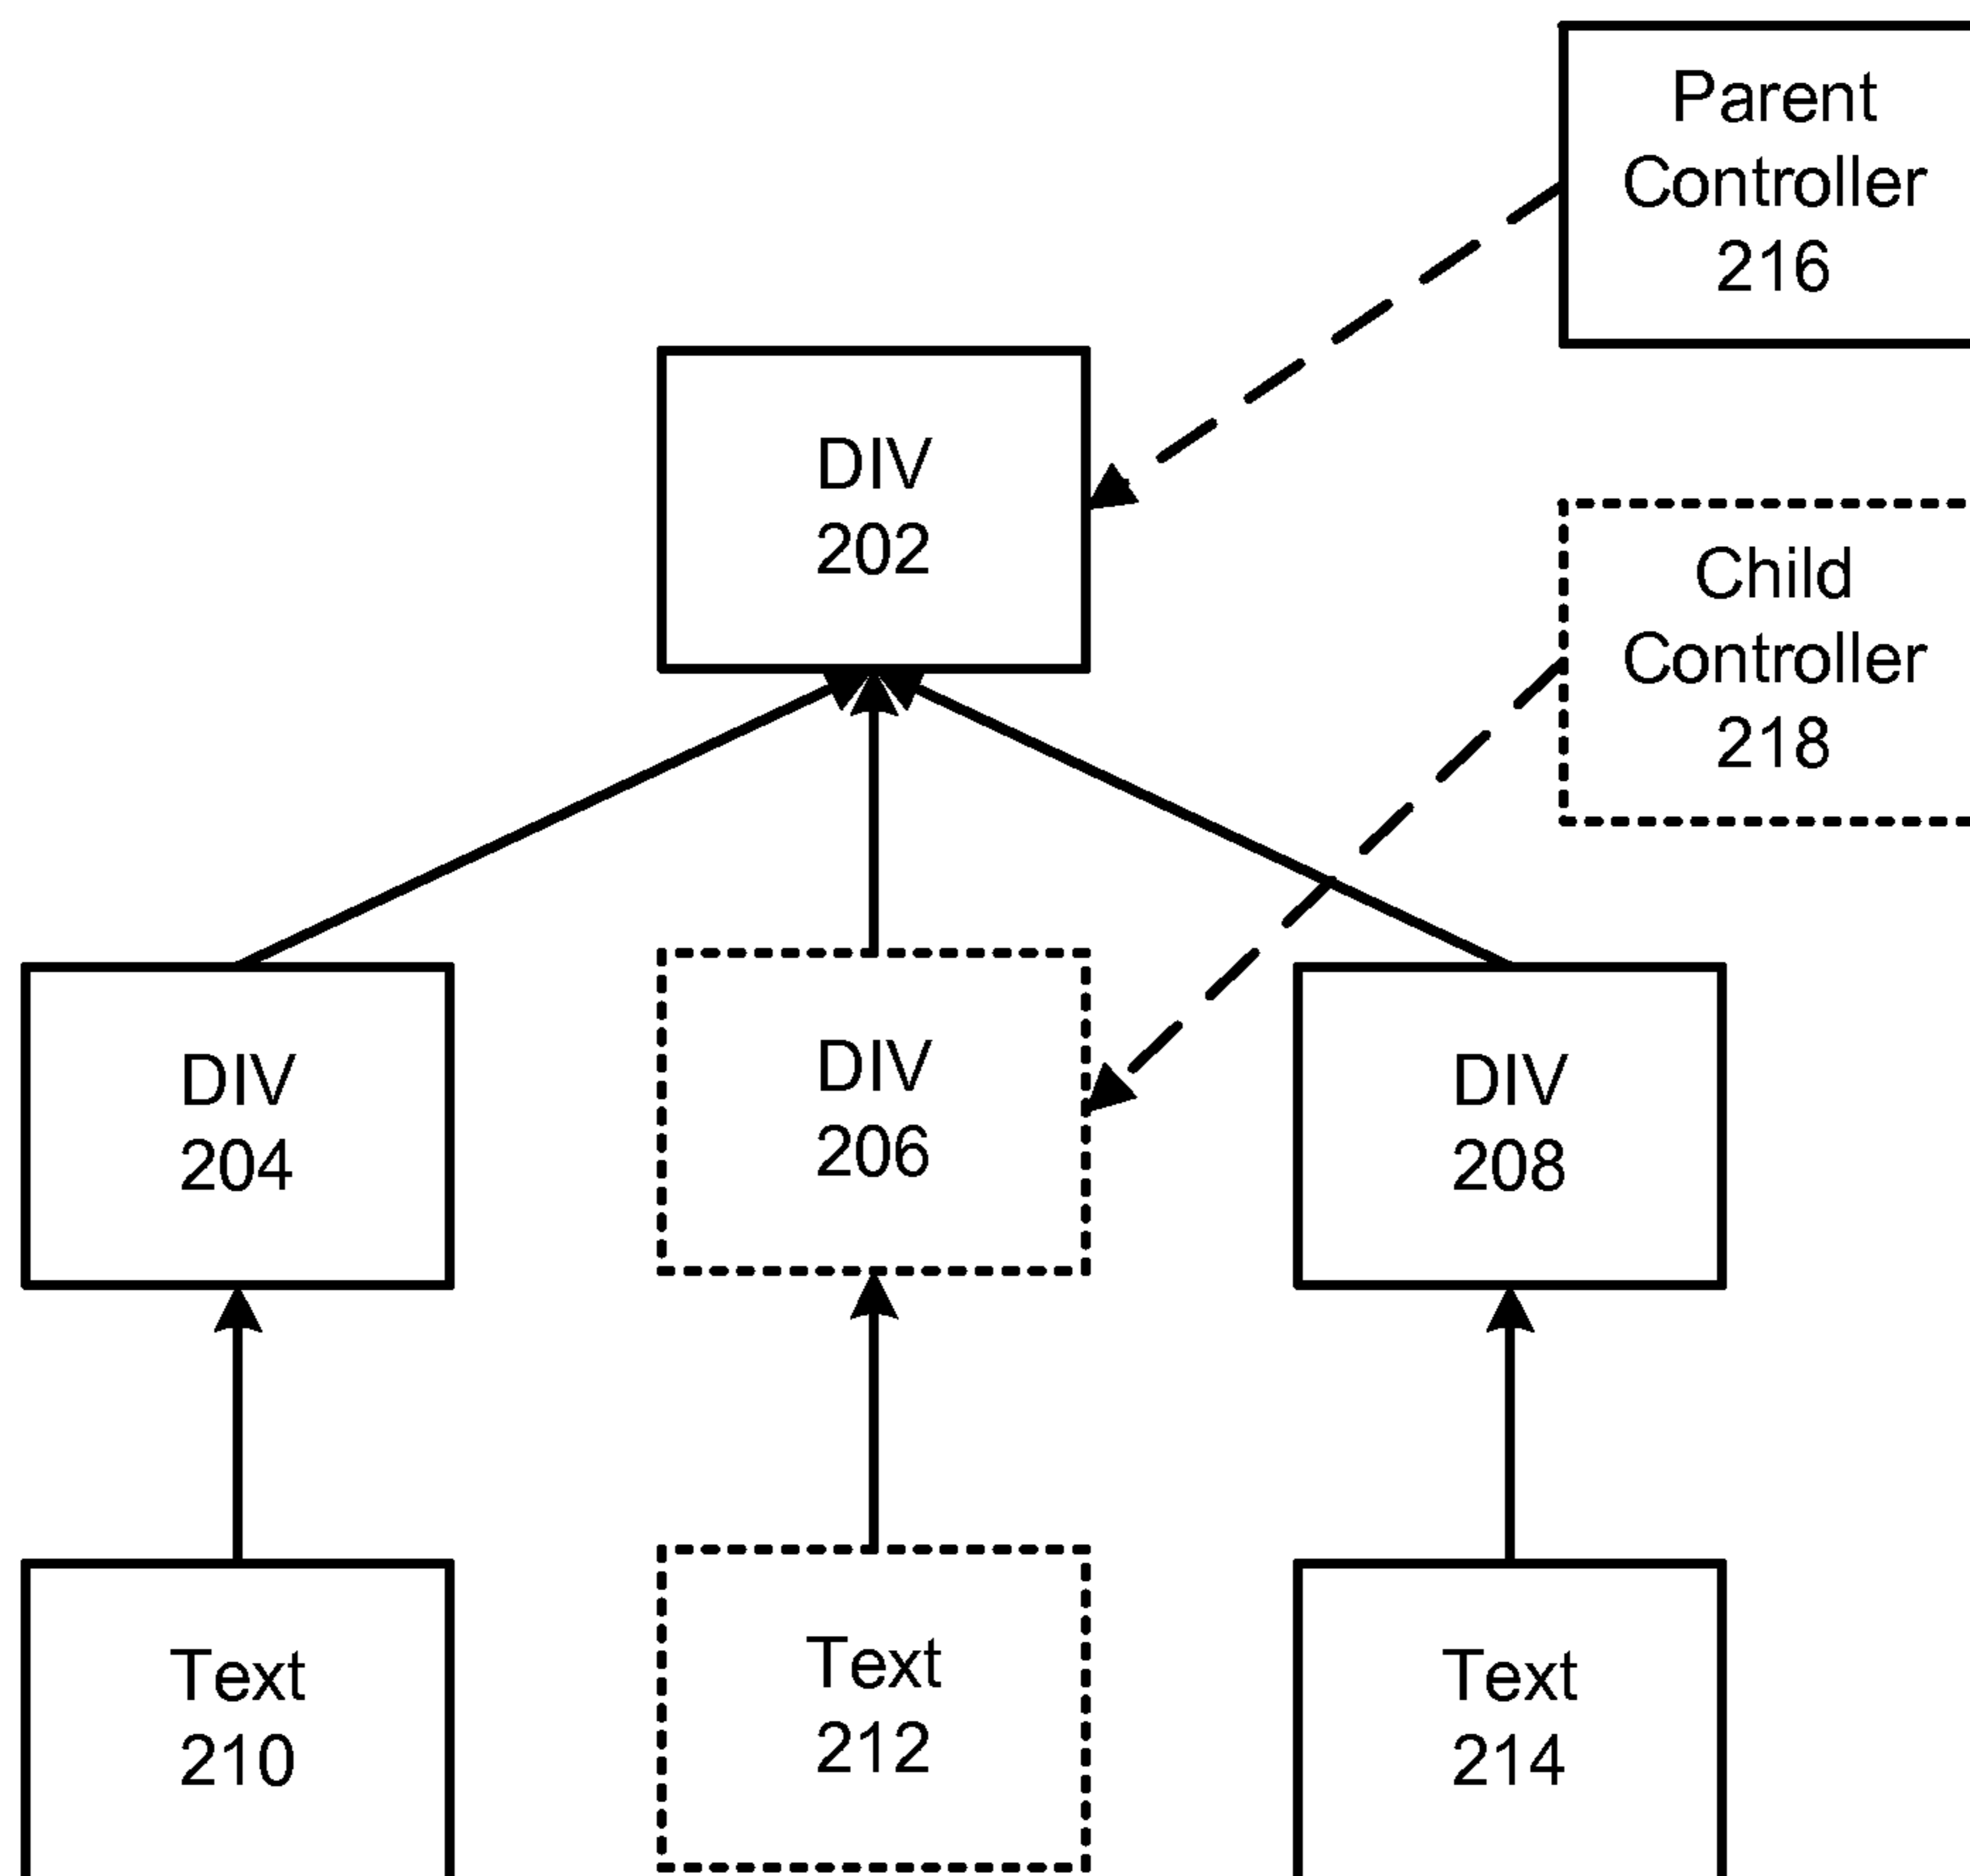 Parent
Controller
216
DIV
202
Child
Controller
218
DIV
204
DIV
206
DIV
208
Text
210
Text
212
Text
214